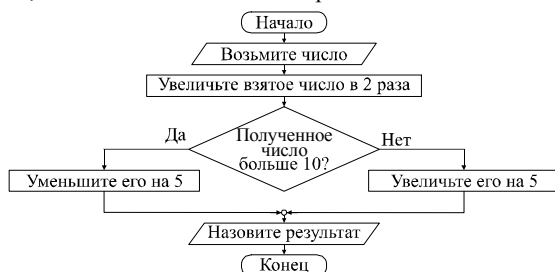 Начало
Возьмите число
Увеличьте взятое число в 2 раза
Да
Полученное
число
больше 10?
Нет
Уменьшите его на 5
Увеличьте его на 5
Назовите результат
Конец